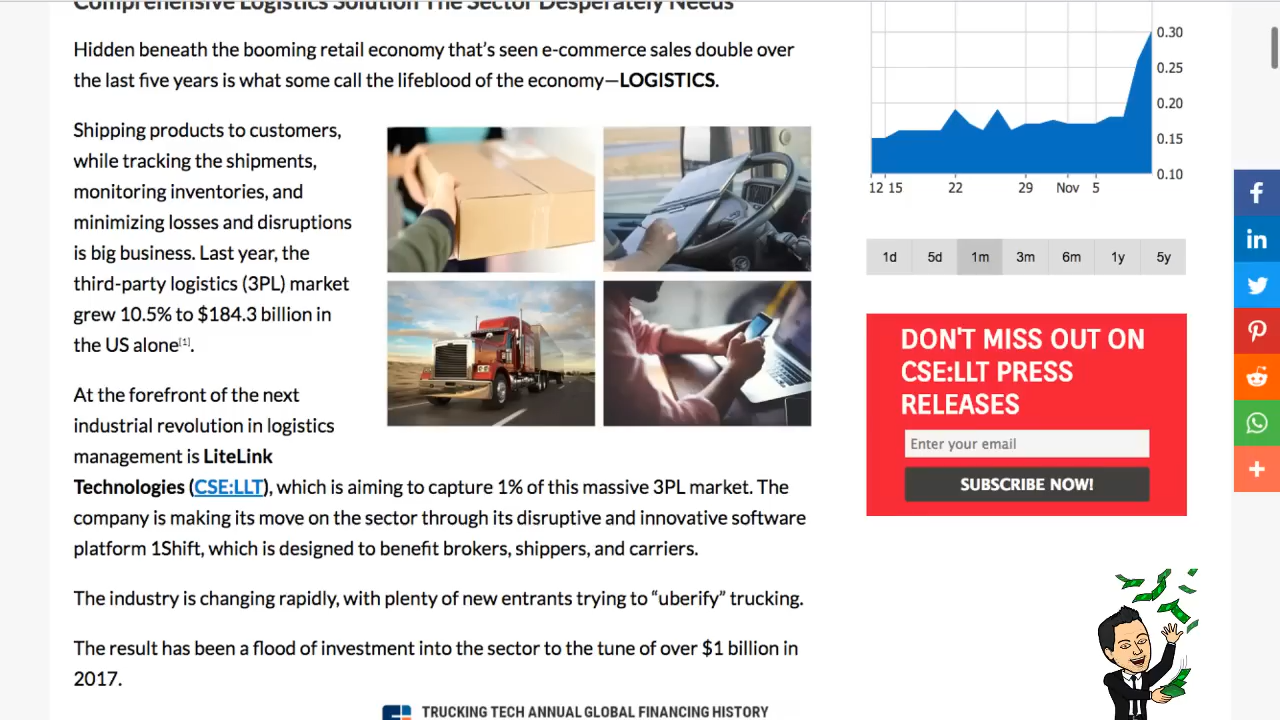 Comprehensive Logistics Solution The Sector Desperately Needs
Hidden beneath the booming retail economy that’s seen e-commerce sales double over
the last five years is what some call the lifeblood of the economy—LOGISTICS.
Shipping products to customers,
while tracking the shipments,
monitoring inventories, and
minimizing losses and disruptions
is big business. Last year, the
third-party logistics (3PL) market
grew 10.5% to $184.3 billion in
the US alone[1].
At the forefront of the next
industrial revolution in logistics
management is LiteLink
Technologies (CSE:LLT), which is aiming to capture 1% of this massive 3PL market. The
company is making its move on the sector through its disruptive and innovative software
platform 1Shift, which is designed to benefit brokers, shippers, and carriers.
The industry is changing rapidly, with plenty of new entrants trying to “uberify” trucking.
The result has been a flood of investment into the sector to the tune of over $1 billion in
2017.
TRUCKING TECH ANNUAL GLOBAL FINANCING HISTORY
0.30
0.25
0.20
0.15
0.10
12 15 22 29 Nov 5
1d 5d 1m 3m 6m 1y 5y
DON'T MISS OUT ON
CSE:LLT PRESS
RELEASES
Enter your email
SUBSCRIBE NOW!